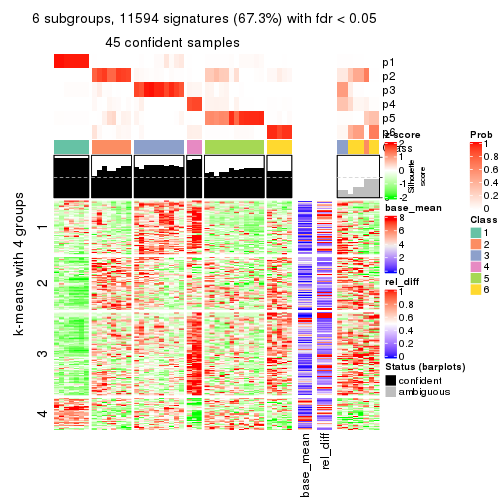 6 subgroups, 11594 signatures (67.3%) with fdr < 0.05
45 confident samples
p1
p2
p3
p4
p5
p6
Class
Silhouette
score
k-means with 4 groups
1
2
3
4
base_mean
rel_diff
z-score
2
1
0
-1
-2
base_mean
8
6
4
2
0
rel_diff
1
0.8
0.6
0.4
0.2
0
Status (barplots)
confident
ambiguous
Prob
1
0.8
0.6
0.4
0.2
0
Class
1
2
3
4
5
6